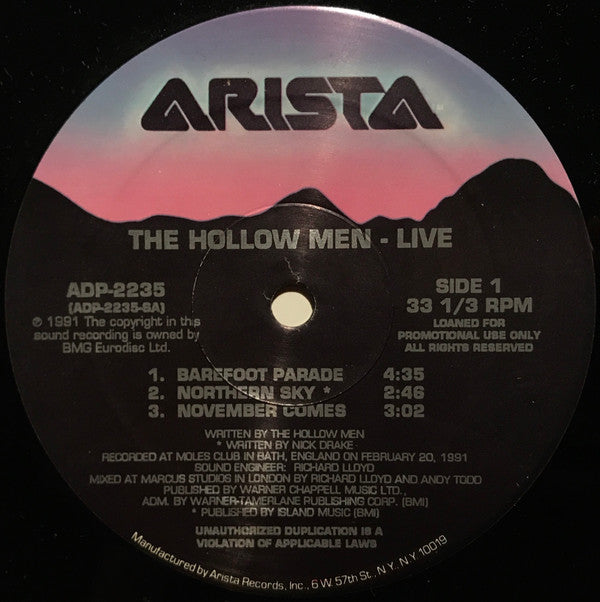 ARISTA
THE HOLLOW MEN - LIVE
ADP-2235
(ADP-2235-SA)
℗ 1991 The copyright in this
sound recording is owned by
BMG Eurodisc Ltd.
SIDE 1
33 1/3 RPM
LOANED FOR
PROMOTIONAL USE ONLY
ALL RIGHTS RESERVED
1. BAREFOOT PARADE 4:35
2. NORTHERN SKY * 2:46
3. NOVEMBER COMES 3:02
WRITTEN BY THE HOLLOW MEN
* WRITTEN BY NICK DRAKE
RECORDED AT MOLES CLUB IN BATH, ENGLAND ON FEBRUARY 20, 1991
SOUND ENGINEER: RICHARD LLOYD
MIXED AT MARCUS STUDIOS IN LONDON BY RICHARD LLOYD AND ANDY TODD
PUBLISHED BY WARNER CHAPPELL MUSIC LTD.,
ADM. BY WARNER-TAMERLANE PUBLISHING CORP. (BMI)
* PUBLISHED BY ISLAND MUSIC (BMI)
UNAUTHORIZED DUPLICATION IS A
VIOLATION OF APPLICABLE LAWS
Manufactured by Arista Records, Inc., 6 W. 57th St., N.Y., N.Y. 10019